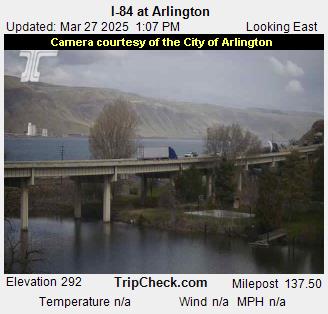 I-84 at Arlington
Updated: Mar 27 2025 1:07 PM Looking East
Camera courtesy of the City of Arlington
Elevation 292 TripCheck.com Milepost 137.50
Temperature n/a Wind n/a MPH n/a